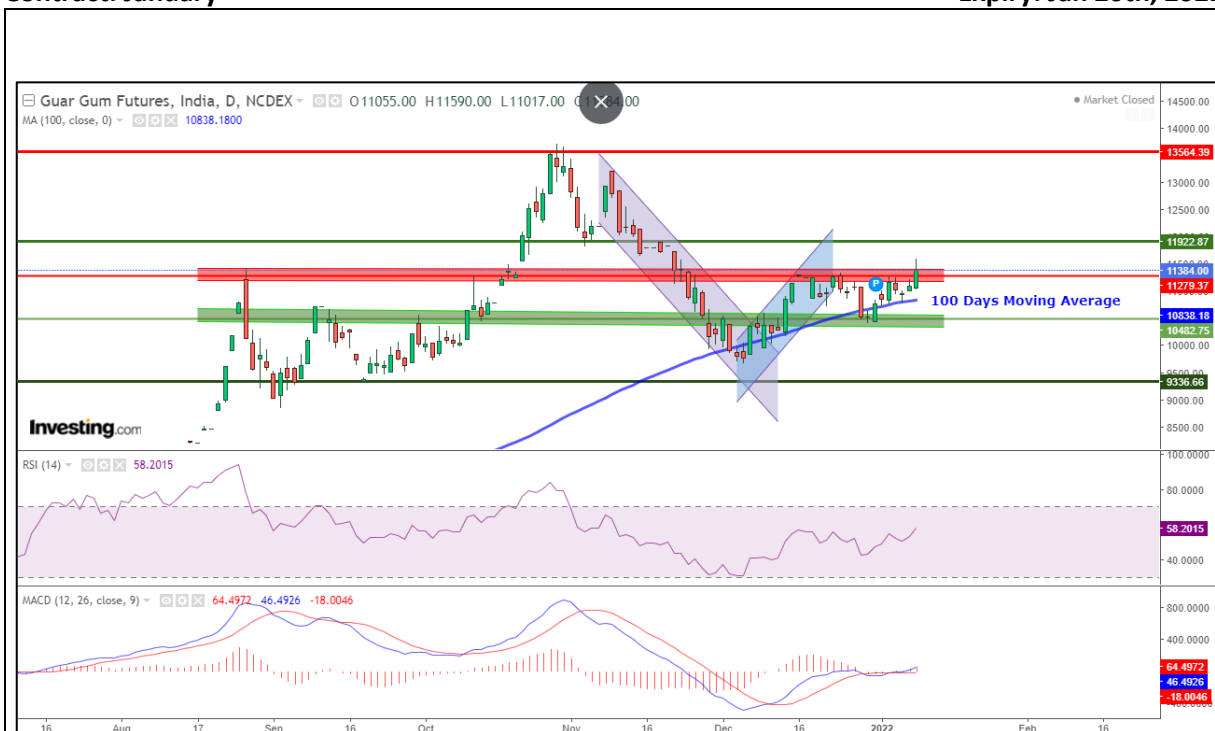 Guar Gum Futures, India, D, NCDEX O11055.00 H11590.00 L11017.00
Market Closed
MA (100, close, 0) 10838.1800
14500.00
14000.00
13564.39
13000.00
12500.00
11922.87
11384.00
11279.37
P
100 Days Moving Average
10838.18
10482.75
10000.00
9336.66
9000.00
8500.00
Investing.com
RSI (14) 58.2015
100.0000
80.0000
58.2015
40.0000
MACD (12, 26, close, 9) 64.4972 46.4926 -18.0046
800.0000
400.0000
64.4972
46.4926
-18.0046
16 Aug 17 Sep 16 Oct Nov 16 Dec 16 2022 Feb 16